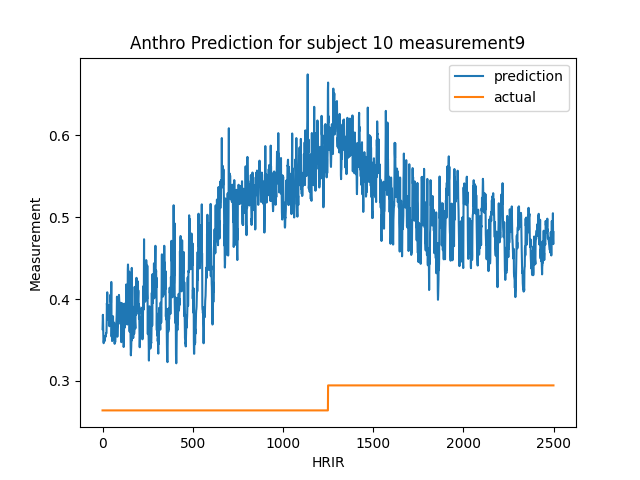 Anthro Prediction for subject 10 measurement9
prediction
actual
0.6
0.5
0.4
0.3
Measurement
0
500
1000
1500
2000
2500
HRIR